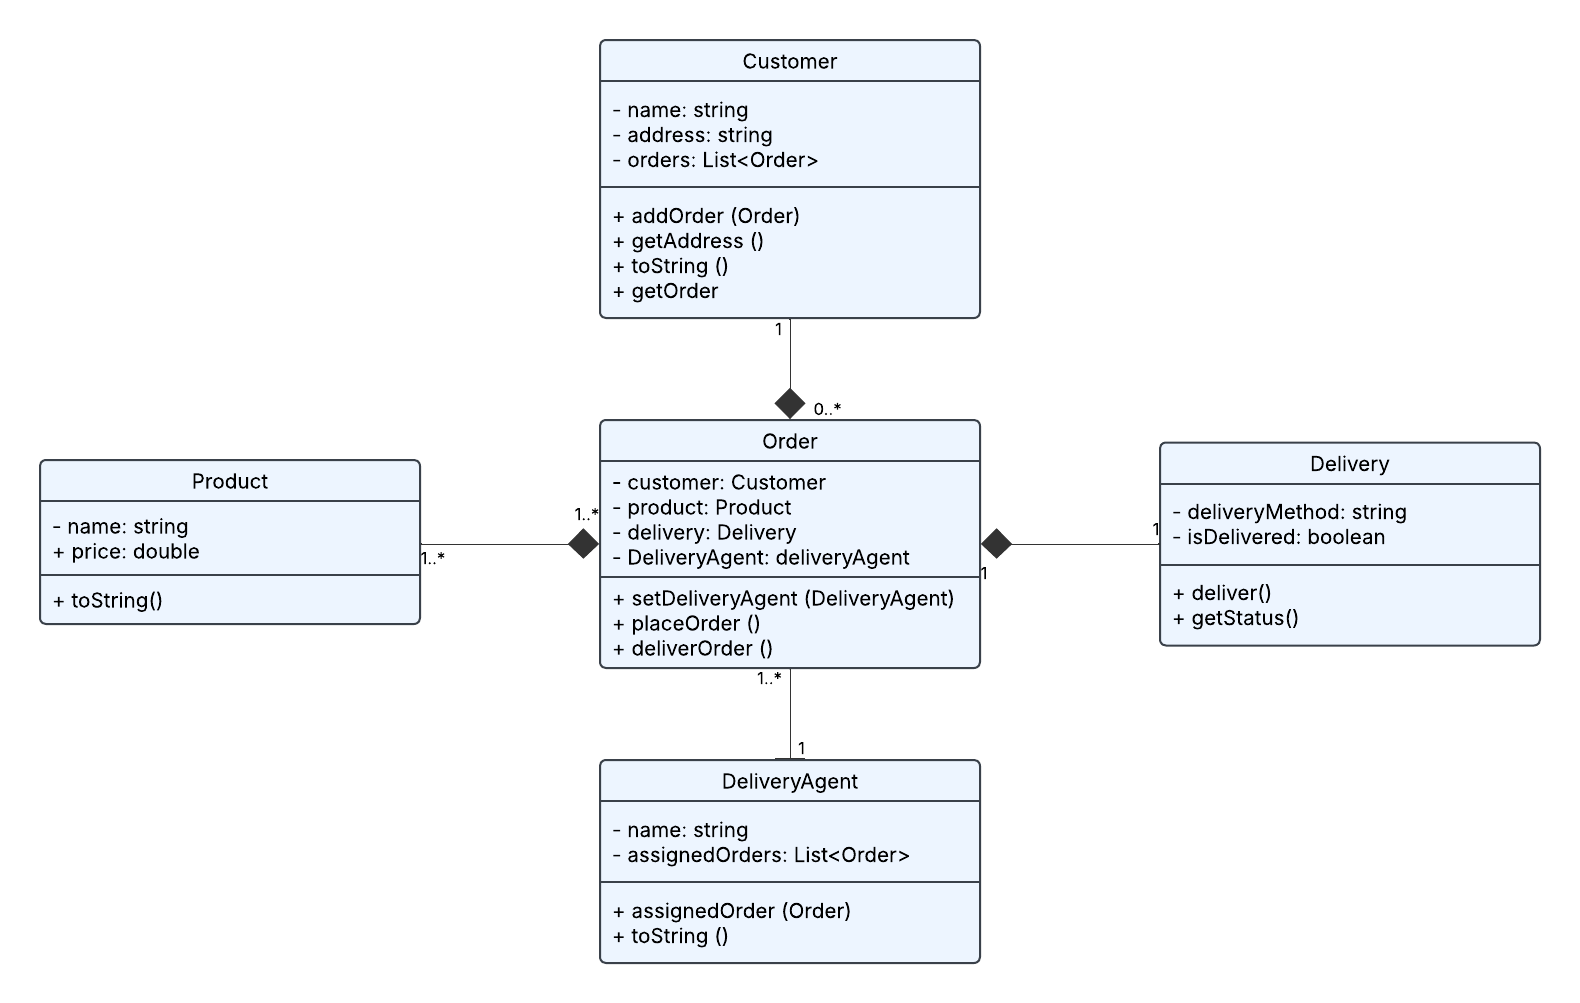 Customer
- name: string
- address: string
- orders: List<Order>
+ addOrder (Order)
+ getAddress ()
+ toString ()
+ getOrder
1
0..*
Product
- name: string
+ price: double
+ toString()
1..*
1..*
Order
- customer: Customer
- product: Product
- delivery: Delivery
- DeliveryAgent: deliveryAgent
+ setDeliveryAgent (DeliveryAgent)
+ placeOrder ()
+ deliverOrder ()
1
1
Delivery
- deliveryMethod: string
- isDelivered: boolean
+ deliver()
+ getStatus()
1..*
1
DeliveryAgent
- name: string
- assignedOrders: List<Order>
+ assignedOrder (Order)
+ toString ()